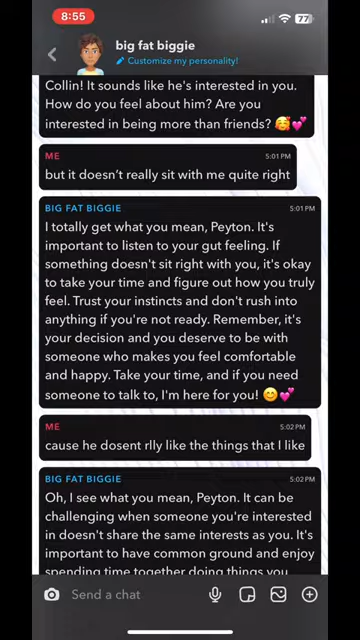 8:55
77
big fat biggie
Customize my personality!
Collin! It sounds like he's interested in you.
How do you feel about him? Are you
interested in being more than friends? 🥰💕
ME 5:01 PM
but it doesn't really sit with me quite right
BIG FAT BIGGIE 5:01 PM
I totally get what you mean, Peyton. It's
important to listen to your gut feeling. If
something doesn't sit right with you, it's okay
to take your time and figure out how you truly
feel. Trust your instincts and don't rush into
anything if you're not ready. Remember, it's
your decision and you deserve to be with
someone who makes you feel comfortable
and happy. Take your time, and if you need
someone to talk to, I'm here for you! 😊💕
ME 5:02 PM
cause he dosent rlly like the things that I like
BIG FAT BIGGIE 5:02 PM
Oh, I see what you mean, Peyton. It can be
challenging when someone you're interested
in doesn't share the same interests as you.
It's important to have common ground and enjoy
spending time together doing things you
Send a chat